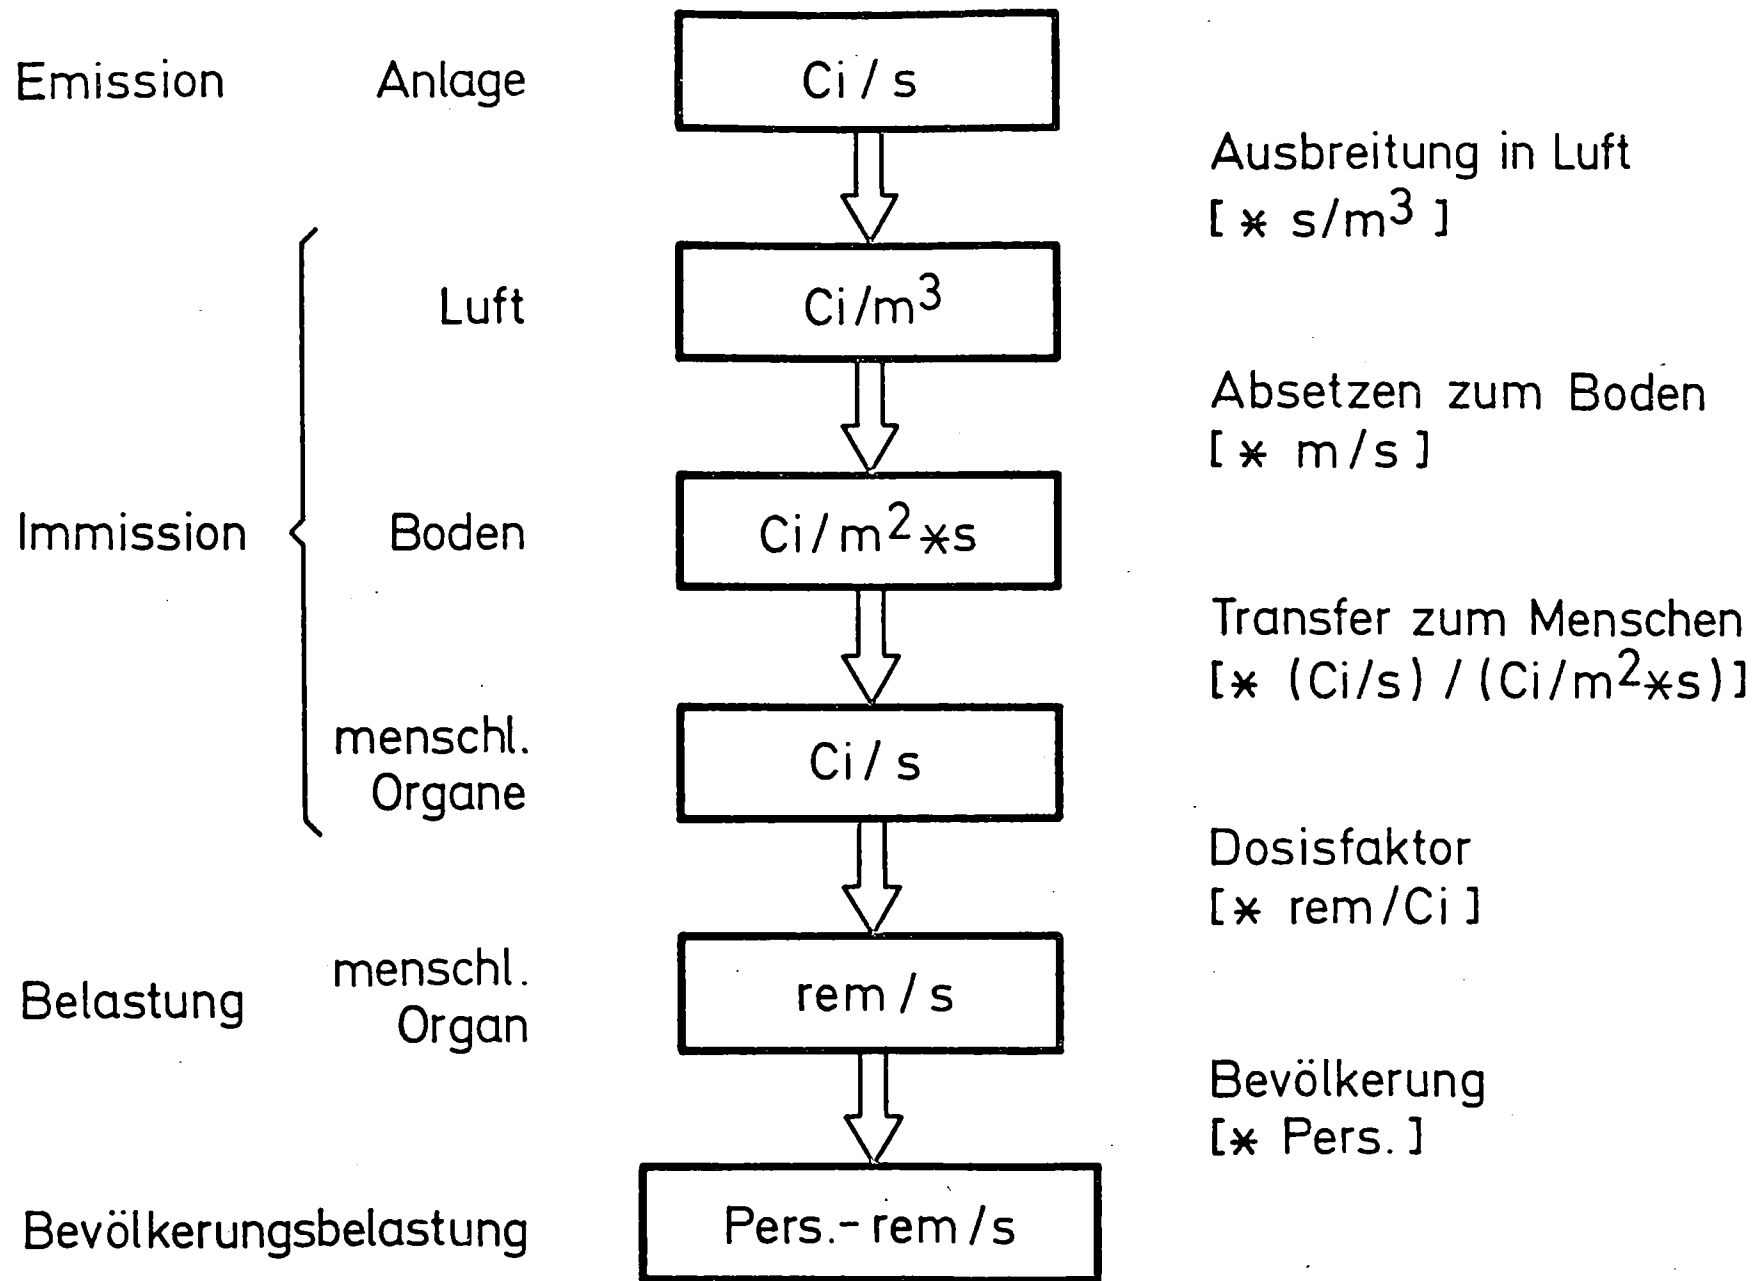 Emission Anlage Ci / s
Ausbreitung in Luft
[ * s/m³ ]
Luft Ci/m³
Absetzen zum Boden
[ * m/s ]
Immission Boden Ci/m²*s
Transfer zum Menschen
[* (Ci/s) / (Ci/m²*s)]
menschl.
Organe Ci/ s
Dosisfaktor
[* rem/Ci ]
Belastung menschl.
Organ rem / s
Bevölkerung
[* Pers. ]
Bevölkerungsbelastung Pers.-rem/s